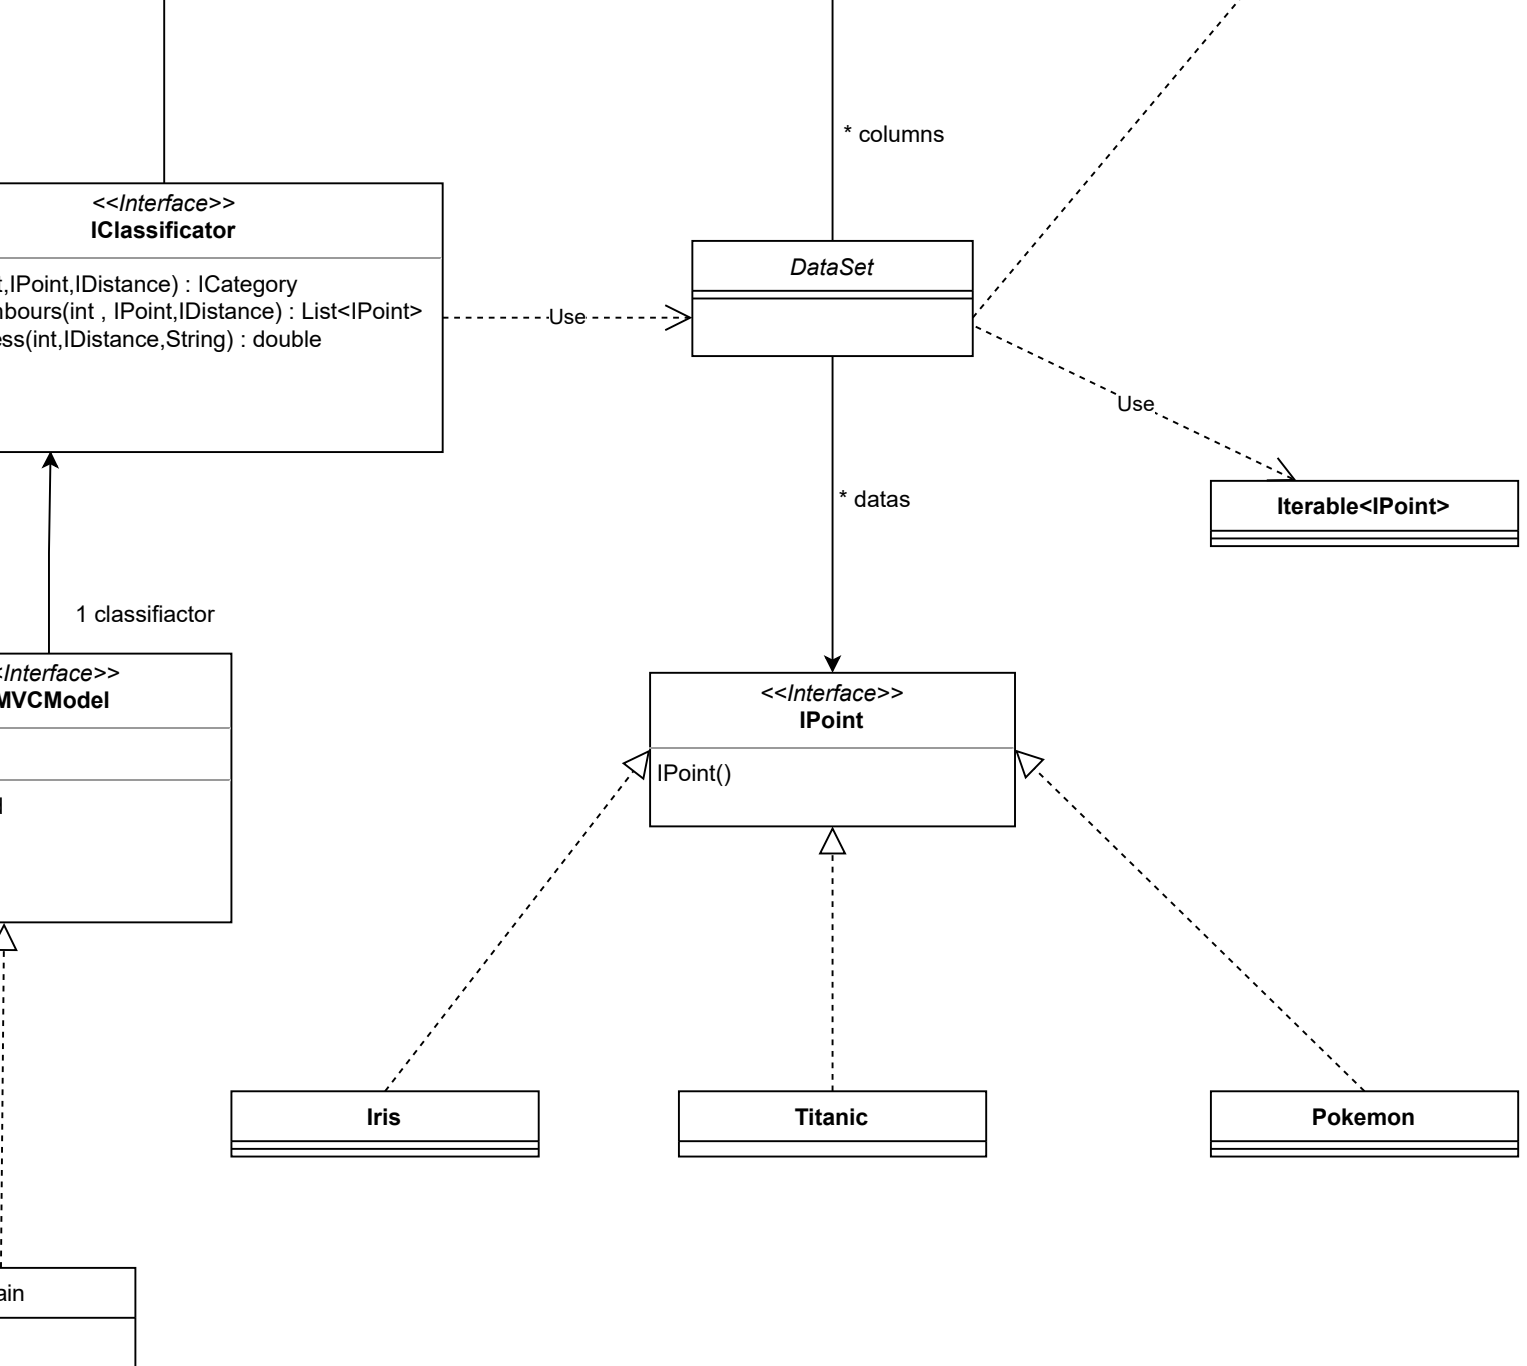 * columns
<<Interface>>
IClassificator
t,IPoint,IDistance) : ICategory
bours(int , IPoint,IDistance) : List<IPoint>
ess(int,IDistance,String) : double
Use
DataSet
Use
Iterable<IPoint>
* datas
1 classifiactor
<Interface>>
MVCModel
<<Interface>>
IPoint
IPoint()
Iris
Titanic
Pokemon
ain